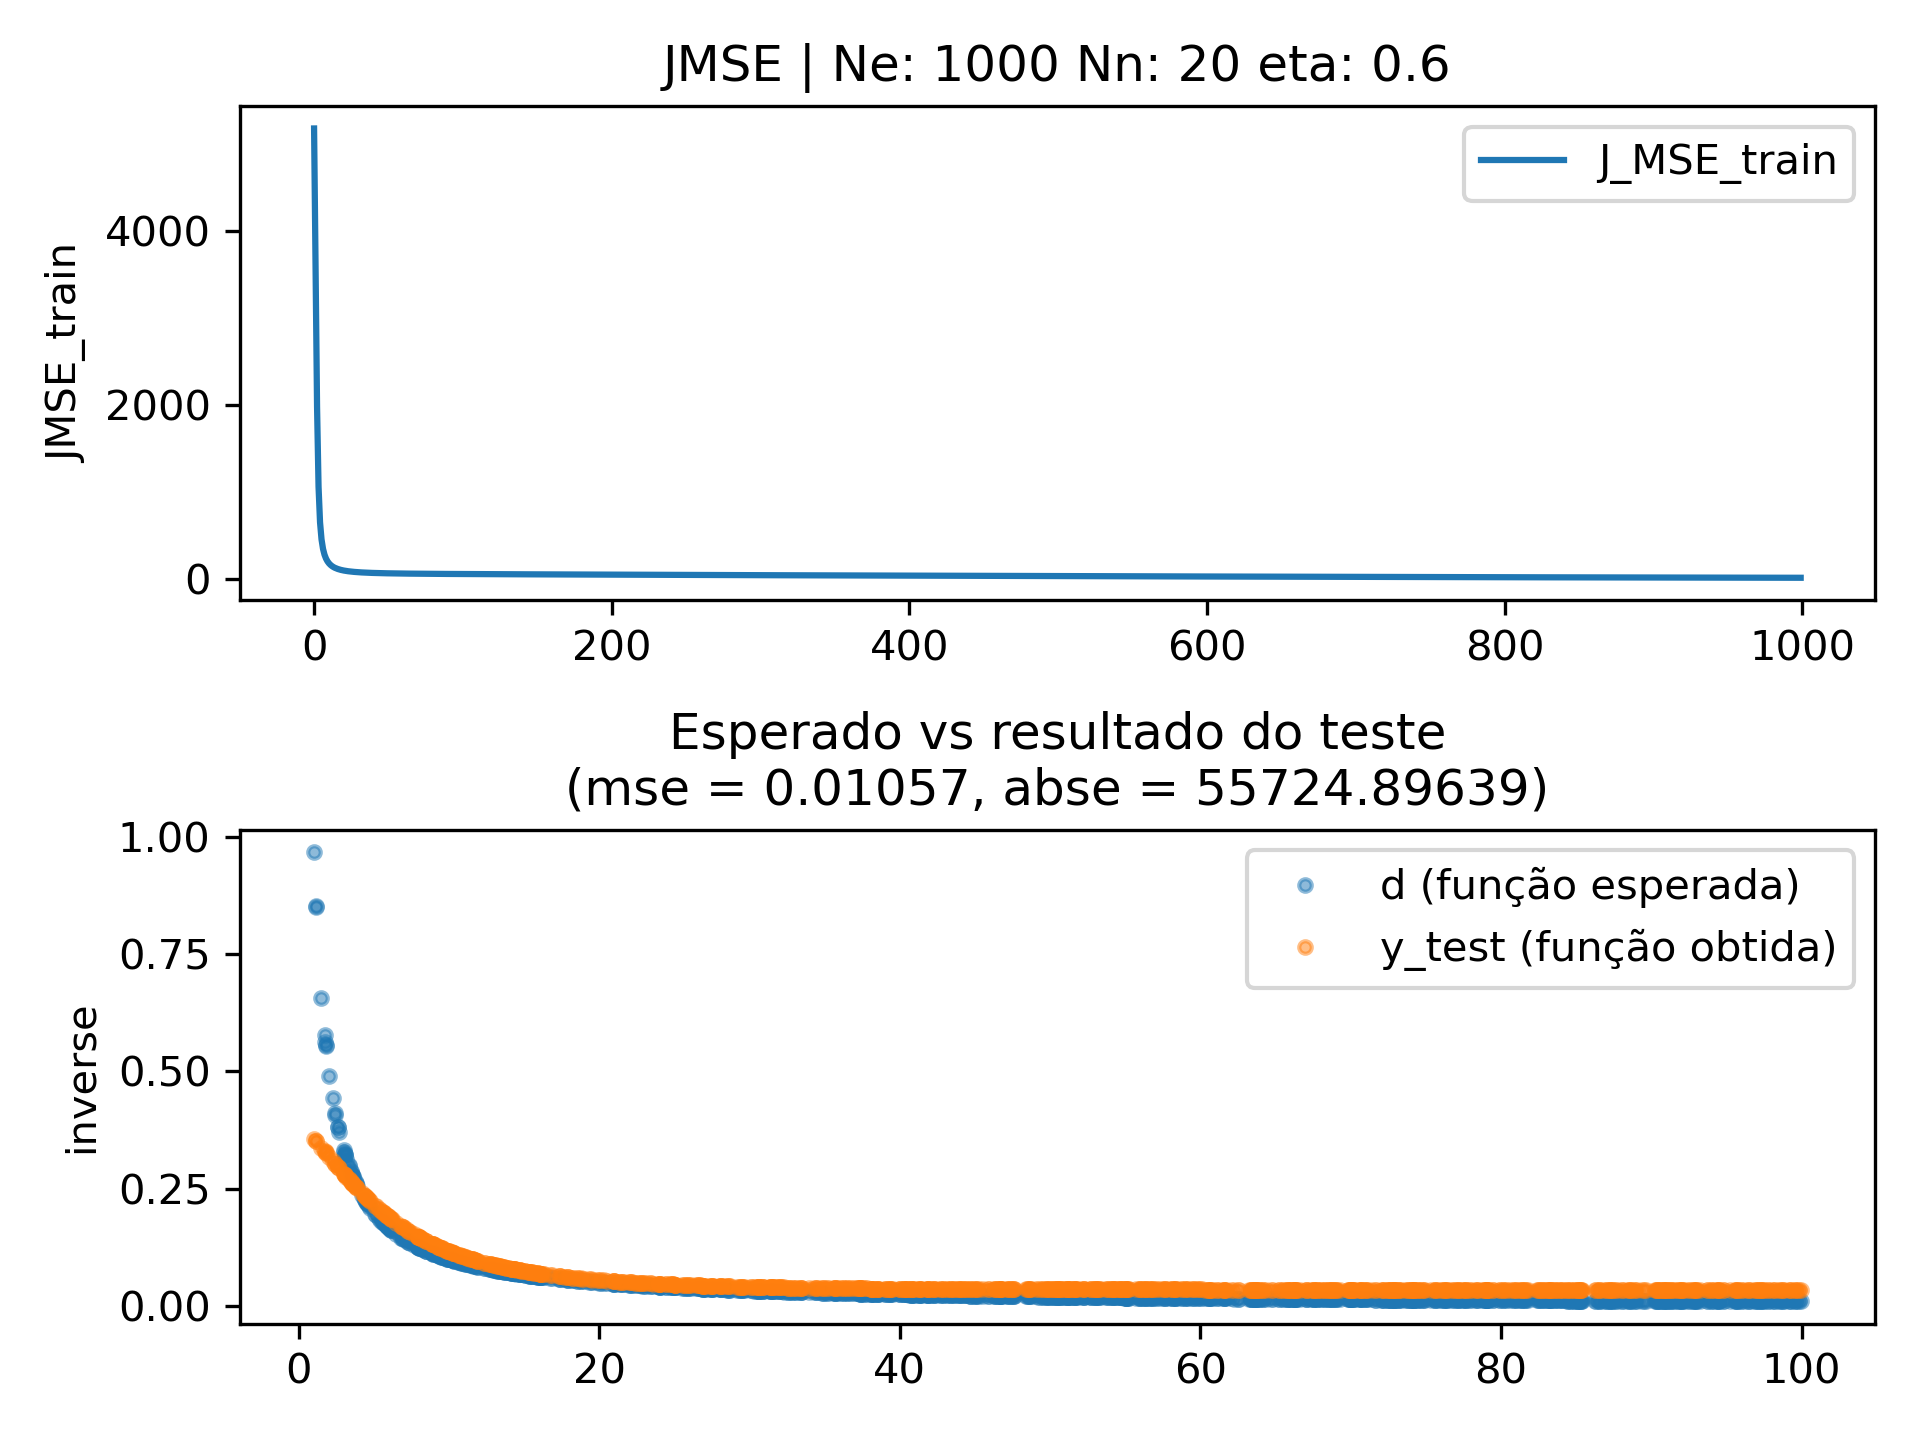 JMSE | Ne: 1000 Nn: 20 eta: 0.6
J_MSE_train
JMSE_train
4000
2000
0
0 200 400 600 800 1000
Esperado vs resultado do teste
(mse = 0.01057, abse = 55724.89639)
d (função esperada)
y_test (função obtida)
inverse
1.00
0.75
0.50
0.25
0.00
0 20 40 60 80 100